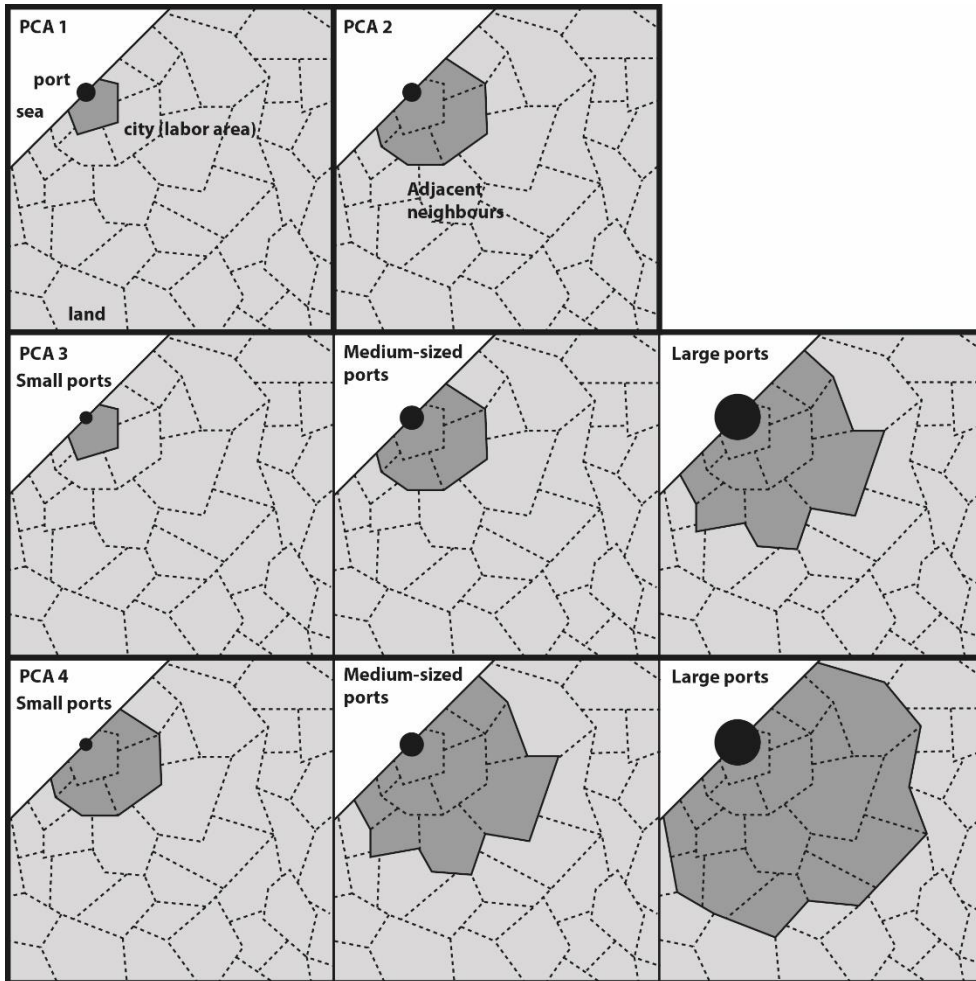 PCA 1
port
sea
city (labor area)
land
PCA 2
Adjacent
neighbours
PCA 3
Small ports
Medium-sized
ports
Large ports
PCA 4
Small ports
Medium-sized
ports
Large ports